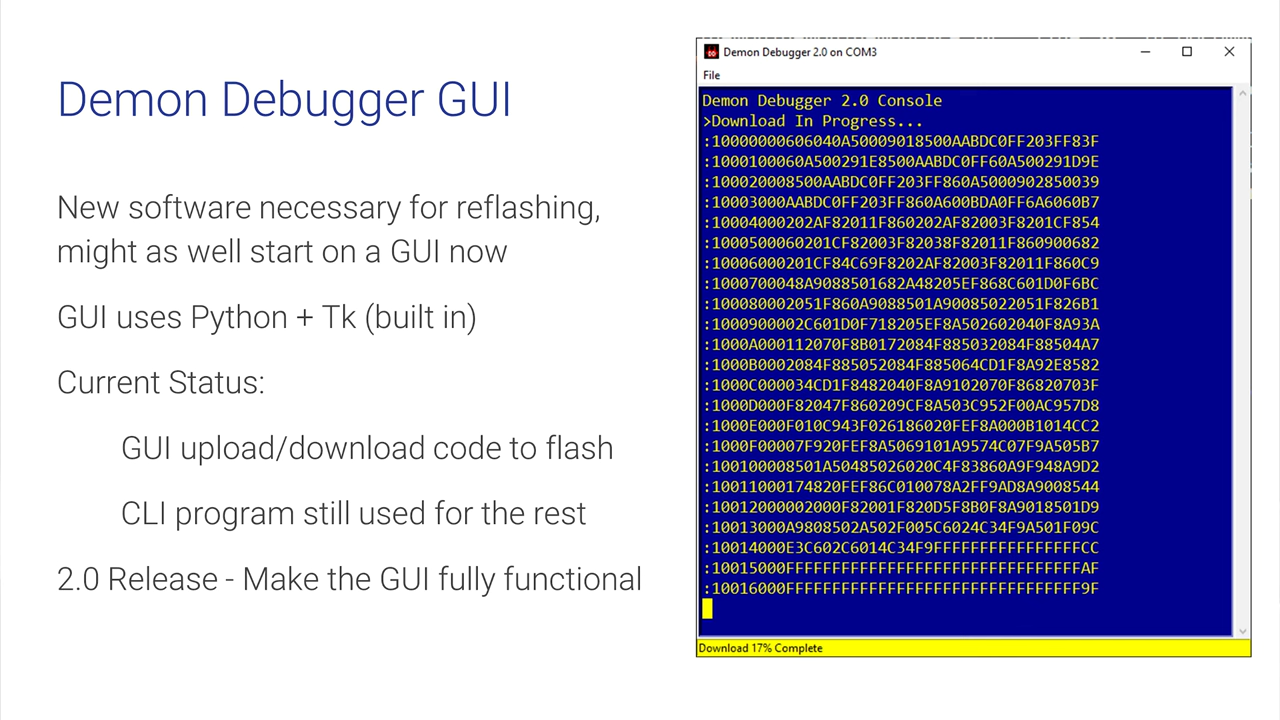 Demon Debugger GUI
New software necessary for reflashing,
might as well start on a GUI now
GUI uses Python + Tk (built in)
Current Status:
GUI upload/download code to flash
CLI program still used for the rest
2.0 Release - Make the GUI fully functional
Demon Debugger 2.0 on COM3
File
Demon Debugger 2.0 Console
>Download In Progress...
:10000000606040A50009018500AABDC0FF203FF83F
:1000100060A500291E8500AABDC0FF60A500291D9E
:100020008500AABDC0FF203FF860A5000902850039
:10003000AABDC0FF203FF860A600BDA0FF6A6060B7
:10004000202AF82011F860202AF82003F8201CF854
:1000500060201CF82003F82038F82011F860900682
:10006000201CF84C69F8202AF82003F82011F860C9
:1000700048A9088501682A48205EF868C601D0F6BC
:100080002051F860A9088501A90085022051F826B1
:1000900002C601D0F718205EF8A502602040F8A93A
:1000A000112070F8B0172084F885032084F88504A7
:1000B0002084F885052084F885064CD1F8A92E8582
:1000C000034CD1F8482040F8A9102070F86820703F
:1000D000F82047F860209CF8A503C952F00AC957D8
:1000E000F010C943F026186020FEF8A000B1014CC2
:1000F00007F920FEF8A5069101A9574C07F9A505B7
:100100008501A50485026020C4F83860A9F948A9D2
:10011000174820FEF86C010078A2FF9AD8A9008544
:10012000002000F82001F820D5F8B0F8A9018501D9
:10013000A9808502A502F005C6024C34F9A501F09C
:10014000E3C602C6014C34F9FFFFFFFFFFFFFFFFCC
:10015000FFFFFFFFFFFFFFFFFFFFFFFFFFFFFFFFAF
:10016000FFFFFFFFFFFFFFFFFFFFFFFFFFFFFFFF9F
Download 17% Complete